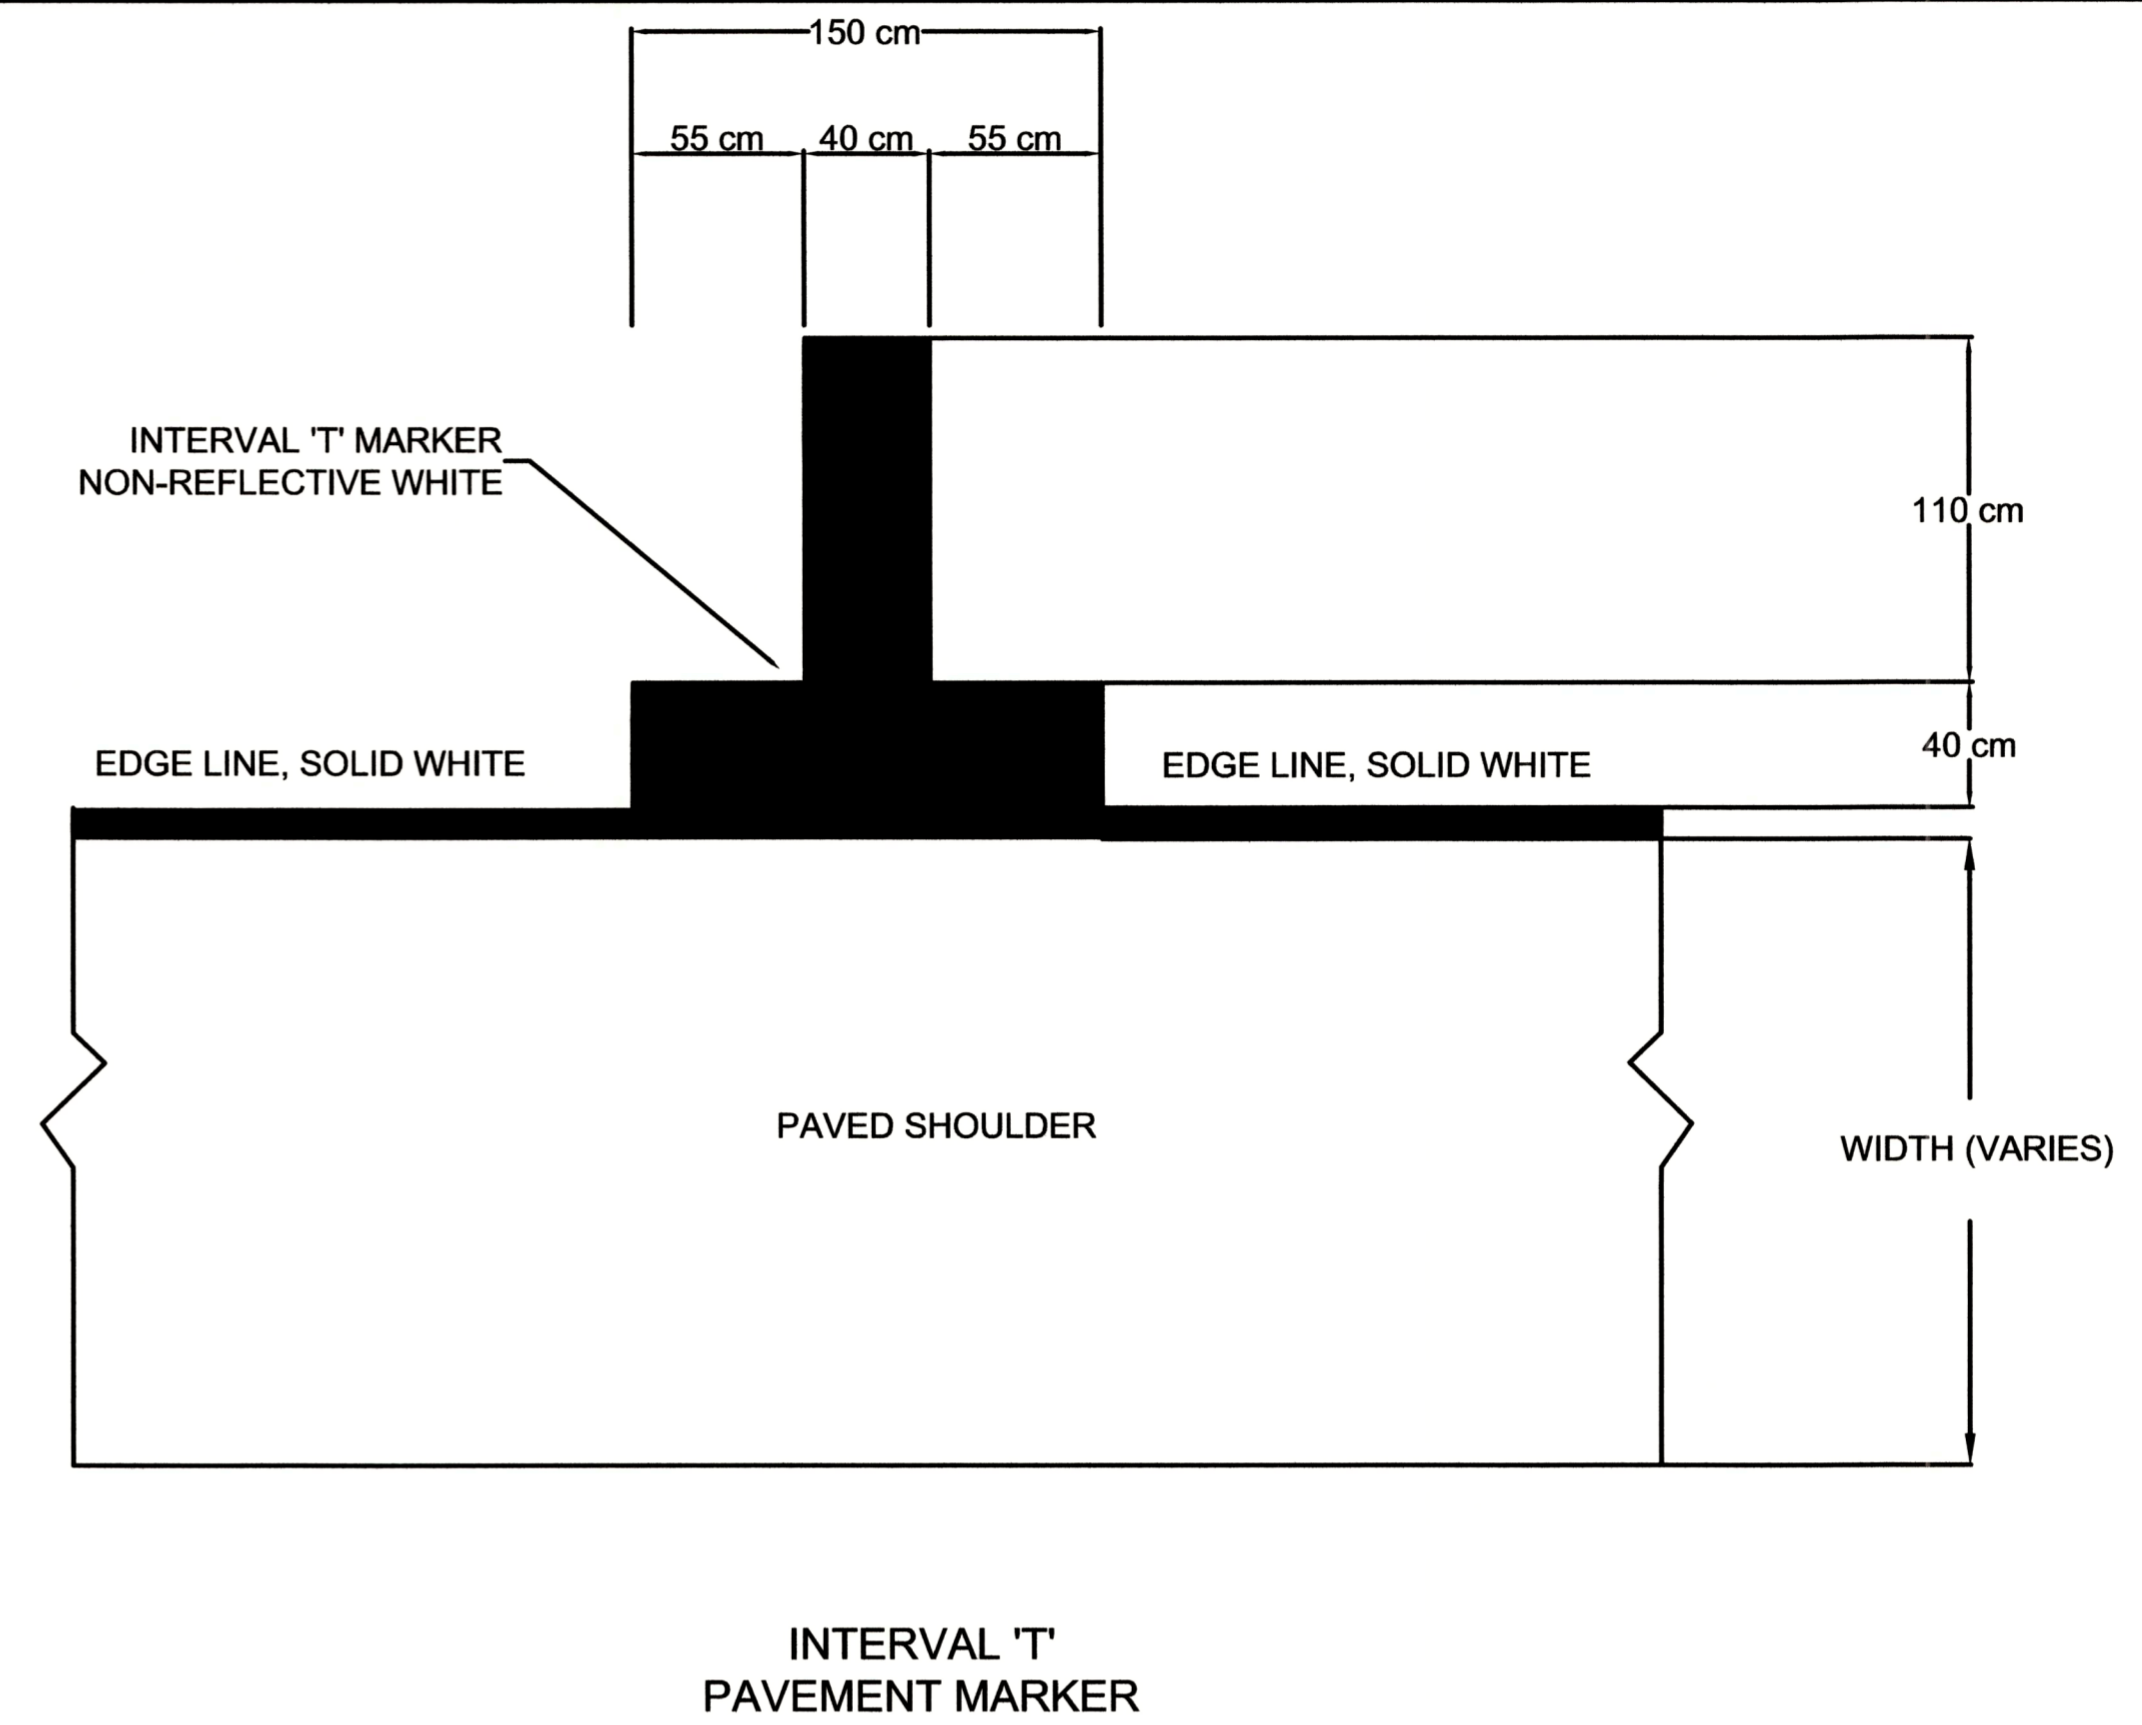 150 cm
55 cm 40 cm 55 cm
INTERVAL 'T' MARKER
NON-REFLECTIVE WHITE
110 cm
EDGE LINE, SOLID WHITE
EDGE LINE, SOLID WHITE
40 cm
PAVED SHOULDER
WIDTH (VARIES)
INTERVAL 'T'
PAVEMENT MARKER